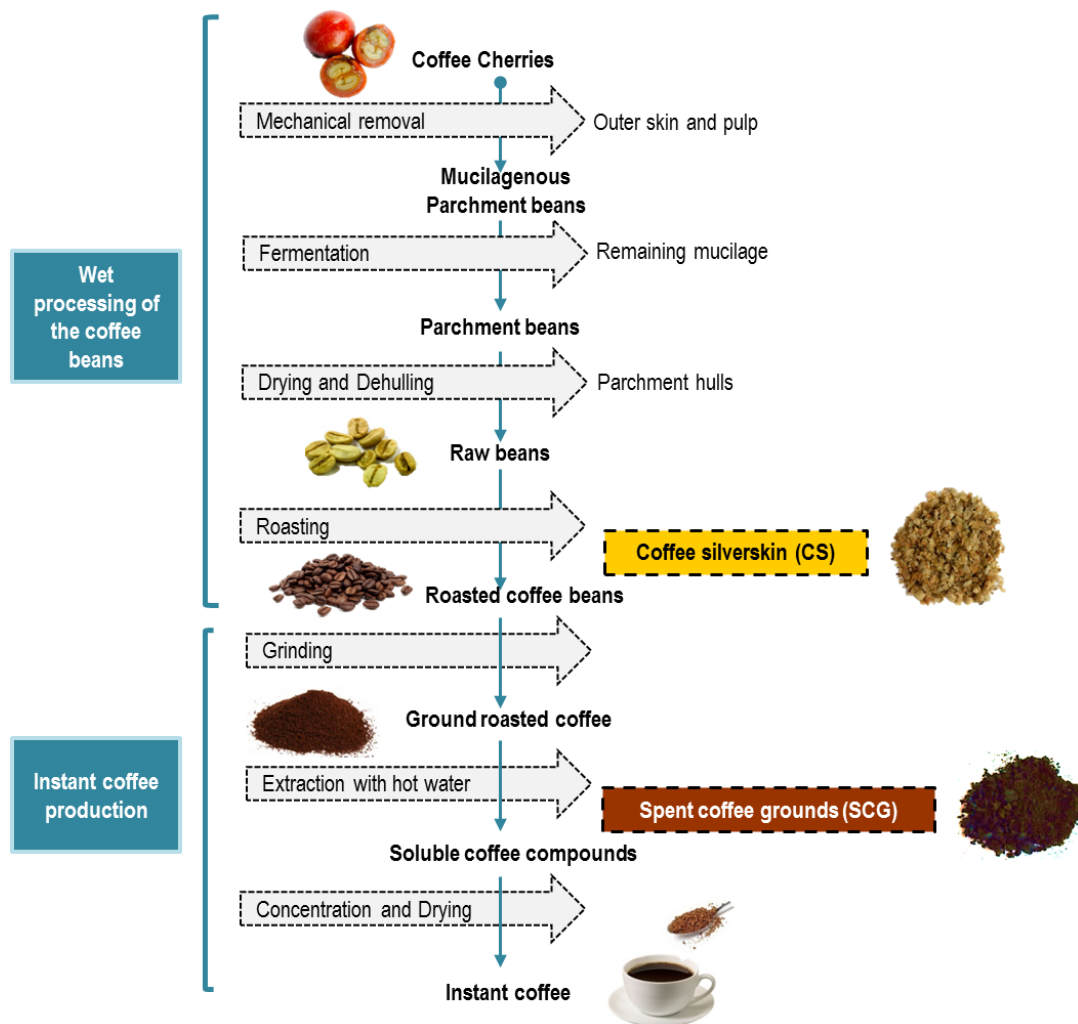 Coffee Cherries
Mechanical removal
Outer skin and pulp
Mucilagenous
Parchment beans
Fermentation
Remaining mucilage
Wet
processing of
the coffee
beans
Parchment beans
Drying and Dehulling
Parchment hulls
Raw beans
Roasting
Coffee silverskin (CS)
Roasted coffee beans
Grinding
Ground roasted coffee
Instant coffee
production
Extraction with hot water
Spent coffee grounds (SCG)
Soluble coffee compounds
Concentration and Drying
Instant coffee